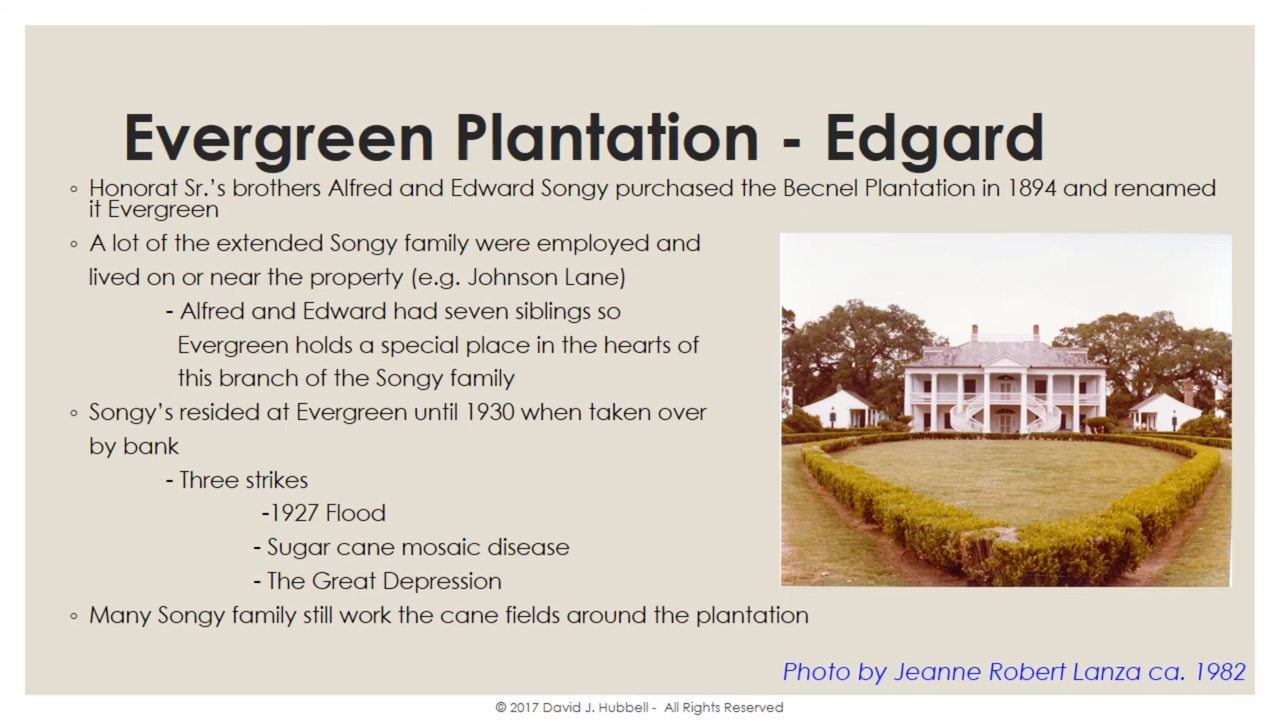 Evergreen Plantation - Edgard
◦ Honorat Sr.'s brothers Alfred and Edward Songy purchased the Becnel Plantation in 1894 and renamed
it Evergreen
◦ A lot of the extended Songy family were employed and
lived on or near the property (e.g. Johnson Lane)
- Alfred and Edward had seven siblings so
Evergreen holds a special place in the hearts of
this branch of the Songy family
◦ Songy's resided at Evergreen until 1930 when taken over
by bank
- Three strikes
-1927 Flood
- Sugar cane mosaic disease
- The Great Depression
◦ Many Songy family still work the cane fields around the plantation
Photo by Jeanne Robert Lanza ca. 1982
© 2017 David J. Hubbell - All Rights Reserved